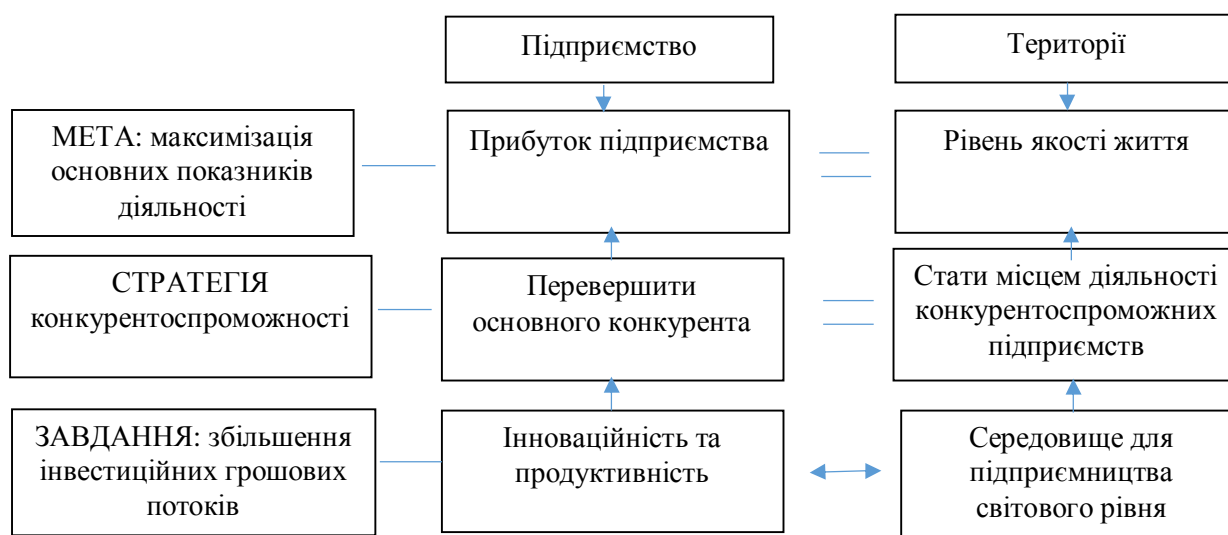 Підприємство
Території
МЕТА: максимізація
основних показників
діяльності
Прибуток підприємства
Рівень якості життя
СТРАТЕГІЯ
конкурентоспроможності
Перевершити
основного конкурента
Стати місцем діяльності
конкурентоспроможних
підприємств
ЗАВДАННЯ: збільшення
інвестиційних грошових
потоків
Інноваційність та
продуктивність
Середовище для
підприємництва
світового рівня